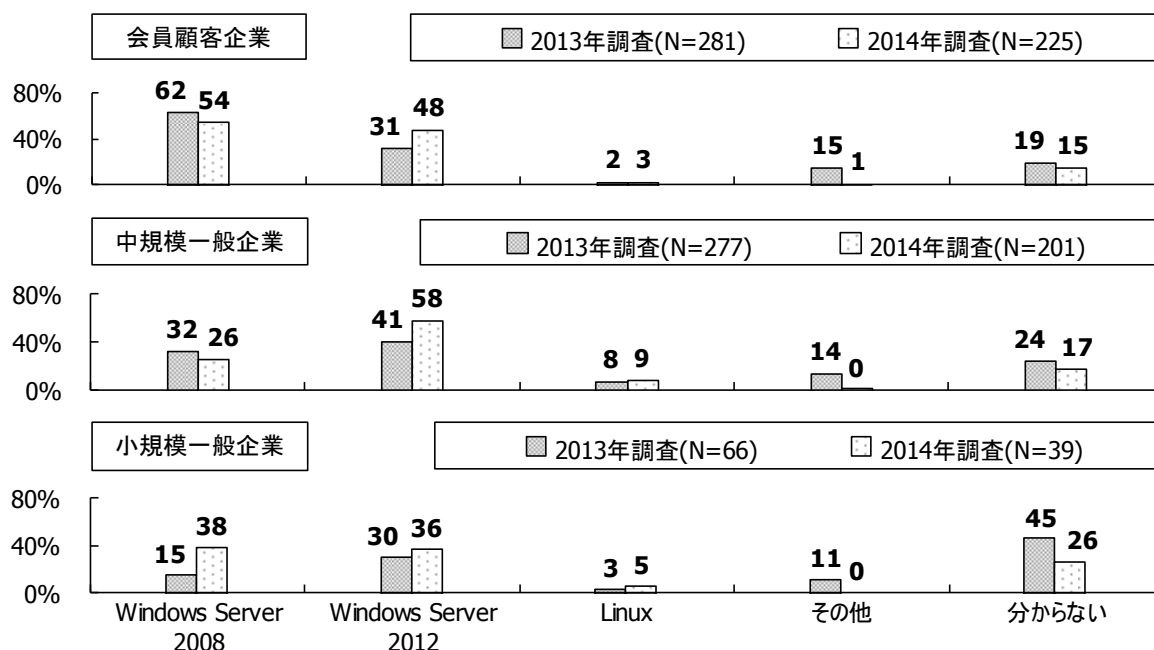 会員顧客企業
2013年調査(N=281) 2014年調査(N=225)
80%
40%
0%
62 54 31 48 2 3 15 1 19 15
中規模一般企業
2013年調査(N=277) 2014年調査(N=201)
80%
40%
0%
32 26 41 58 8 9 14 0 24 17
小規模一般企業
2013年調査(N=66) 2014年調査(N=39)
80%
40%
0%
15 38 30 36 3 5 11 0 45 26
Windows Server 2008
Windows Server 2012
Linux
その他
分からない